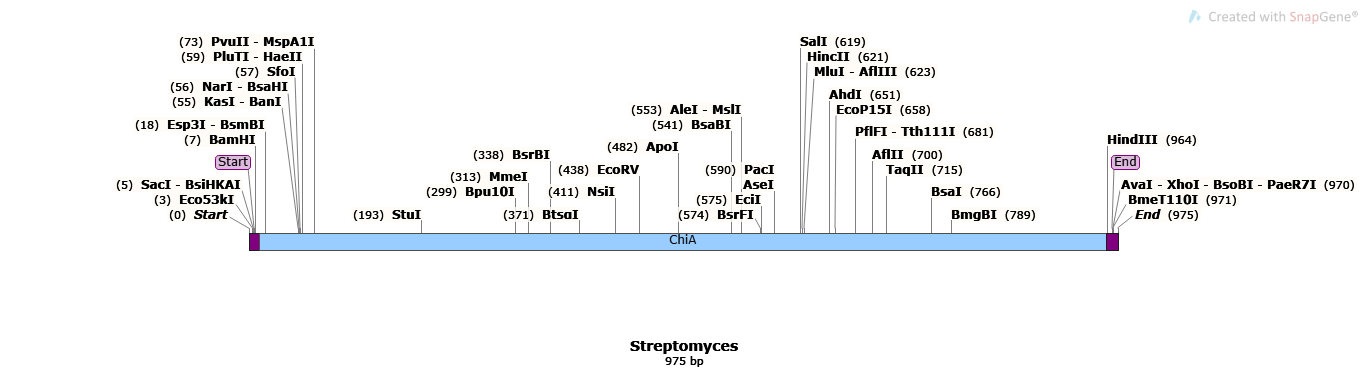 Created with SnapGene®
(73) PvuII - MspA1I
(59) PluTI - HaeII
(57) SfoI
(56) NarI - BsaHI
(55) KasI - BanI
(18) Esp3I - BsmBI
(7) BamHI
Start
(5) SacI - BsiHKAI
(3) Eco53kI
(0) Start
(193) StuI
(338) BsrBI
(313) MmeI
(299) Bpu10I
(371) BtsαI
(482) ApoI
(438) EcoRV
(411) NsiI
(553) AleI - MslI
(541) BsaBI
(590) PacI
AseI
(575) EciI
(574) BsrFI
SalI (619)
HincII (621)
MluI - AflIII (623)
AhdI (651)
EcoP15I (658)
PflFI - Tth111I (681)
AflII (700)
TaqII (715)
BsaI (766)
BmgBI (789)
HindIII (964)
End
AvaI - XhoI - BsoBI - PaeR7I (970)
BmeT110I (971)
End (975)
ChiA
Streptomyces
975 bp